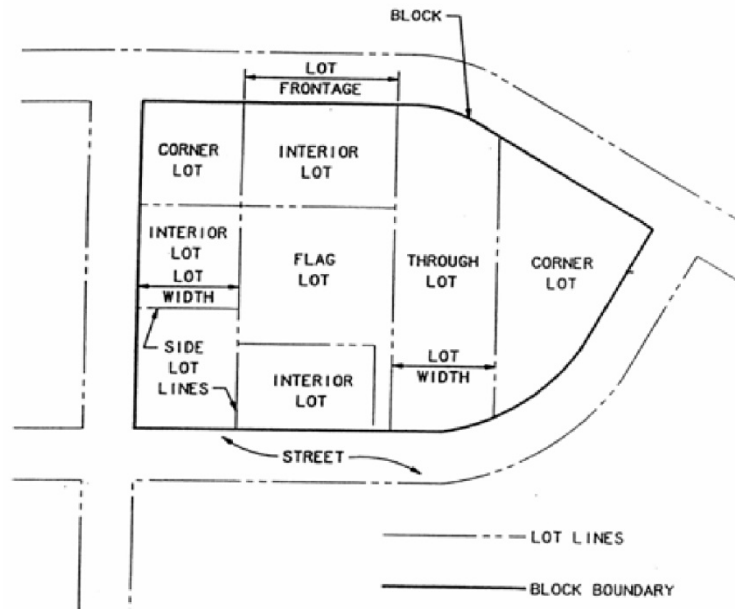 BLOCK
LOT
FRONTAGE
CORNER
LOT
INTERIOR
LOT
INTERIOR
LOT
LOT
WIDTH
FLAG
LOT
THROUGH
LOT
CORNER
LOT
SIDE
LOT
LINES
INTERIOR
LOT
LOT
WIDTH
STREET
LOT LINES
BLOCK BOUNDARY